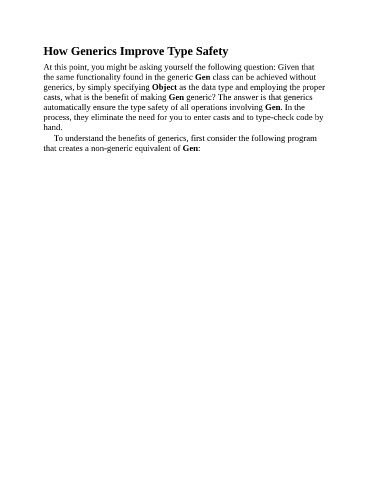 How Generics Improve Type Safety
At this point, you might be asking yourself the following question: Given that
the same functionality found in the generic Gen class can be achieved without
generics, by simply specifying Object as the data type and employing the proper
casts, what is the benefit of making Gen generic? The answer is that generics
automatically ensure the type safety of all operations involving Gen. In the
process, they eliminate the need for you to enter casts and to type-check code by
hand.
To understand the benefits of generics, first consider the following program
that creates a non-generic equivalent of Gen: